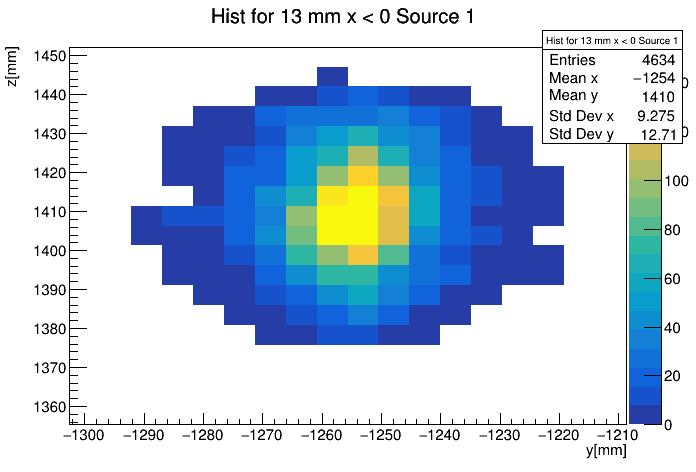 Hist for 13 mm x < 0 Source 1
z[mm]
1450
1440
1430
1420
1410
1400
1390
1380
1370
1360
−1300 −1290 −1280 −1270 −1260 −1250 −1240 −1230 −1220 −1210
y[mm]
Hist for 13 mm x < 0 Source 1
Entries 4634
Mean x −1254
Mean y 1410
Std Dev x 9.275
Std Dev y 12.71
100
80
60
40
20
0